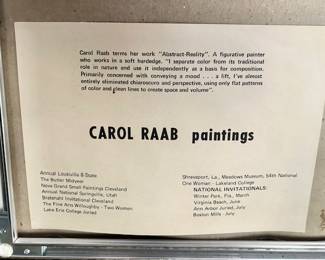 Carol Raab terms her work "Abstract-Reality". A figurative painter
who works in a soft hardedge. "I separate color from its traditional
role in nature and use it independently at a basis for composition.
Primarily concerned with conveying a mood . . . a lift, I've almost
entirely eliminated chiaroscuro and perspective, using only flat patterns
of color and clean lines to create space and volume".
CAROL RAAB paintings
Annual Louisville 8 State
The Butler Midyear
Nova Grand Small Paintings Cleveland
Annual National Springville, Utah
Bratenahl Invitational Cleveland
The Fine Arts Willoughby - Two Women
Lake Erie College Juried
Shreveport, La., Meadows Museum, 54th National
One Woman - Lakeland College
NATIONAL INVITATIONALS:
Winter Park, Fla., March
Virginia Beach, June
Ann Arbor Juried, July
Boston Mills - July